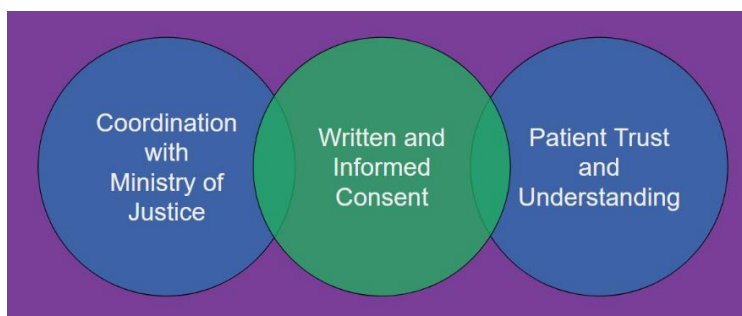 Coordination
with
Ministry of
Justice
Written and
Informed
Consent
Patient Trust
and
Understanding